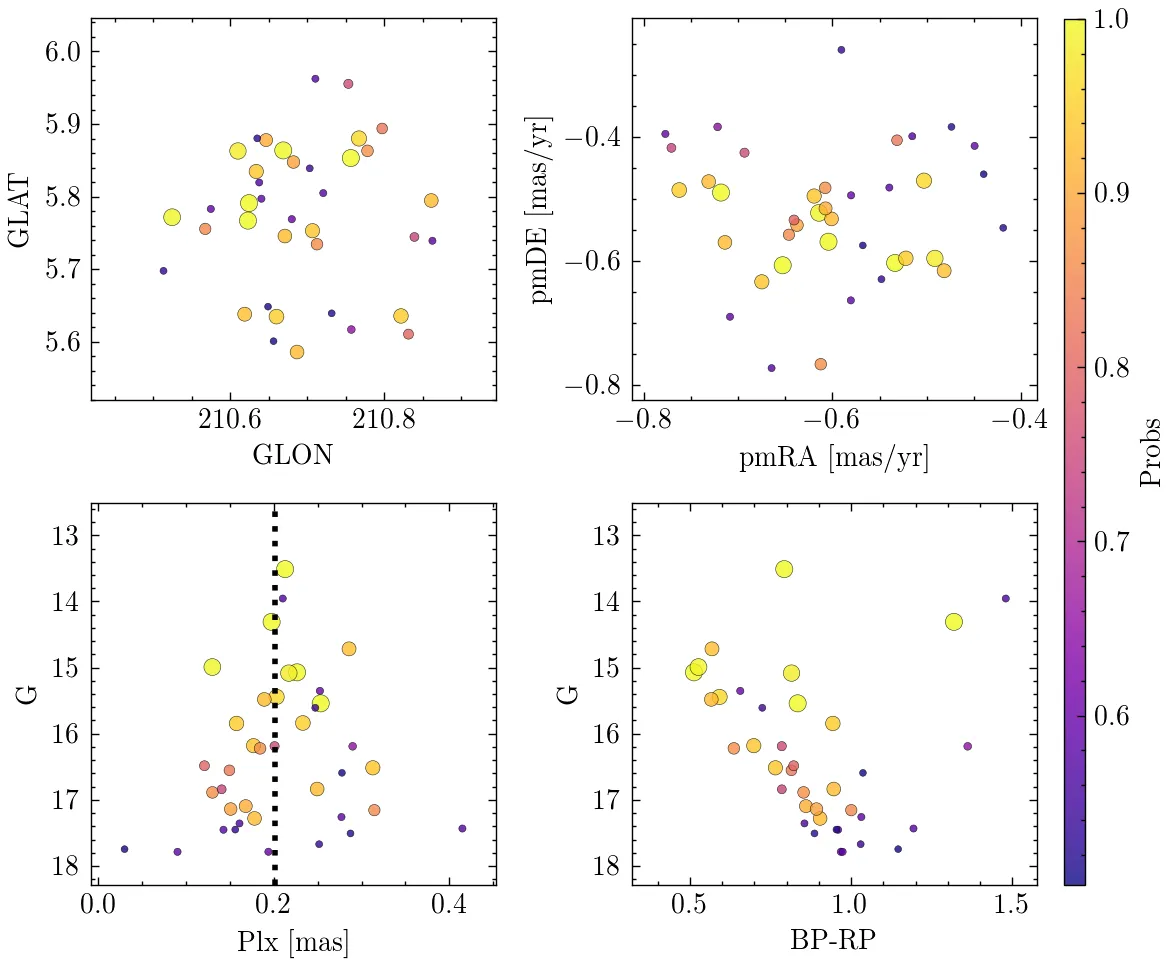 6.0
5.9
5.8
5.7
5.6
GLAT
210.6 210.8
GLON
−0.4
−0.6
−0.8
pmDE [mas/yr]
−0.8 −0.6 −0.4
pmRA [mas/yr]
1.0
0.9
0.8
0.7
0.6
Probs
13
14
15
16
17
18
G
0.0 0.2 0.4
Plx [mas]
13
14
15
16
17
18
G
0.5 1.0 1.5
BP-RP